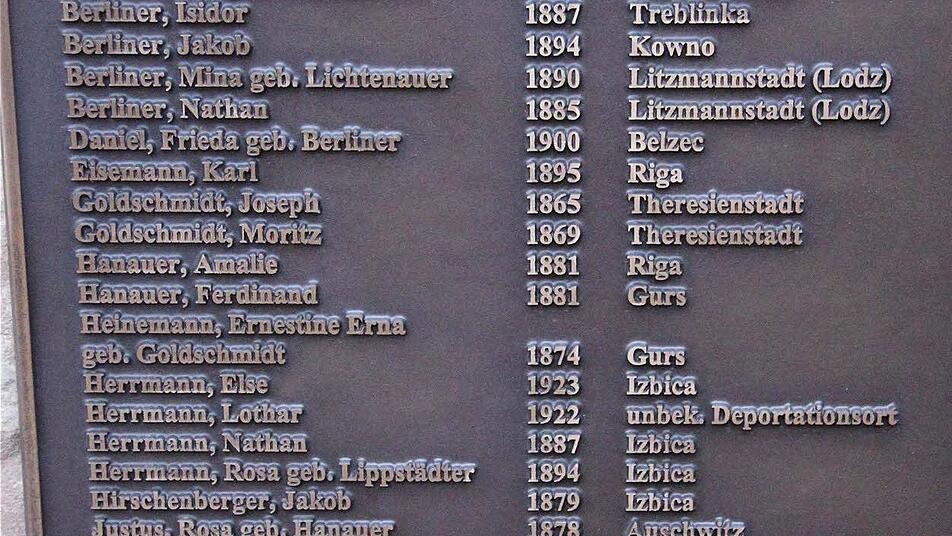 Berliner, Isidor 1887 Treblinka
Berliner, Jakob 1894 Kowno
Berliner, Mina geb. Lichtenauer 1890 Litzmannstadt (Lodz)
Berliner, Nathan 1885 Litzmannstadt (Lodz)
Daniel, Frieda geb. Berliner 1900 Belzec
Eisemann, Karl 1895 Riga
Goldschmidt, Joseph 1865 Theresienstadt
Goldschmidt, Moritz 1869 Theresienstadt
Hanauer, Amalie 1881 Riga
Hanauer, Ferdinand 1881 Gurs
Heinemann, Ernestine Erna
geb. Goldschmidt 1874 Gurs
Herrmann, Else 1923 Izbica
Herrmann, Lothar 1922 unbek. Deportationsort
Herrmann, Nathan 1887 Izbica
Herrmann, Rosa geb. Lippstädter 1894 Izbica
Hirschenberger, Jakob 1879 Izbica
Justus, Rosa geb. Hanauer 1878 Auschwitz